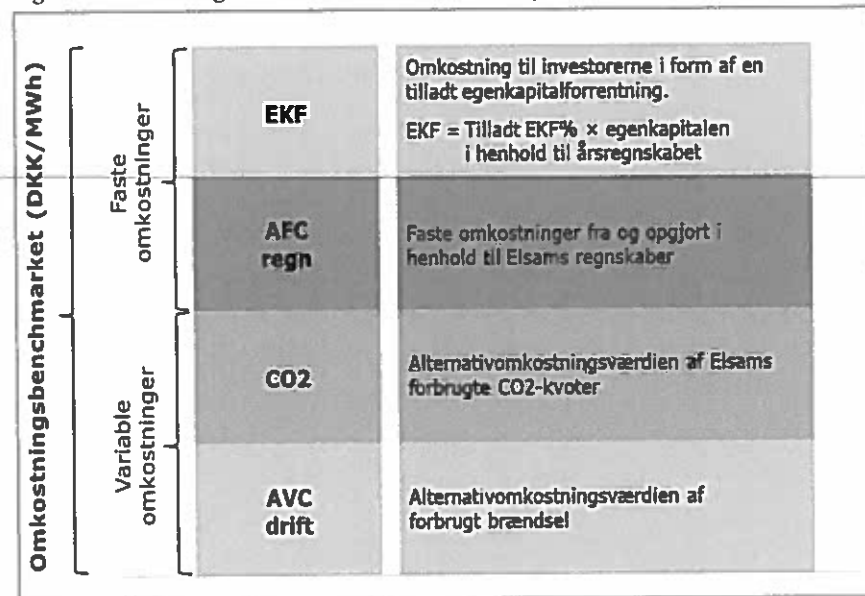 Omkostningsbenchmarket (DKK/MWh)
Faste
omkostninger
EKF
Omkostning til investorerne i form af en
tilladt egenkapitalforrentning.
EKF = Tilladt EKF% × egenkapitalen
i henhold til årsregnskabet
AFC
regn
Faste omkostninger fra og opgjort i
henhold til Elsams regnskaber
Variable
omkostninger
CO2
Alternativomkostningsværdien af Elsams
forbrugte CO2-kvoter
AVC
drift
Alternativomkostningsværdien af
forbrugt brændsel